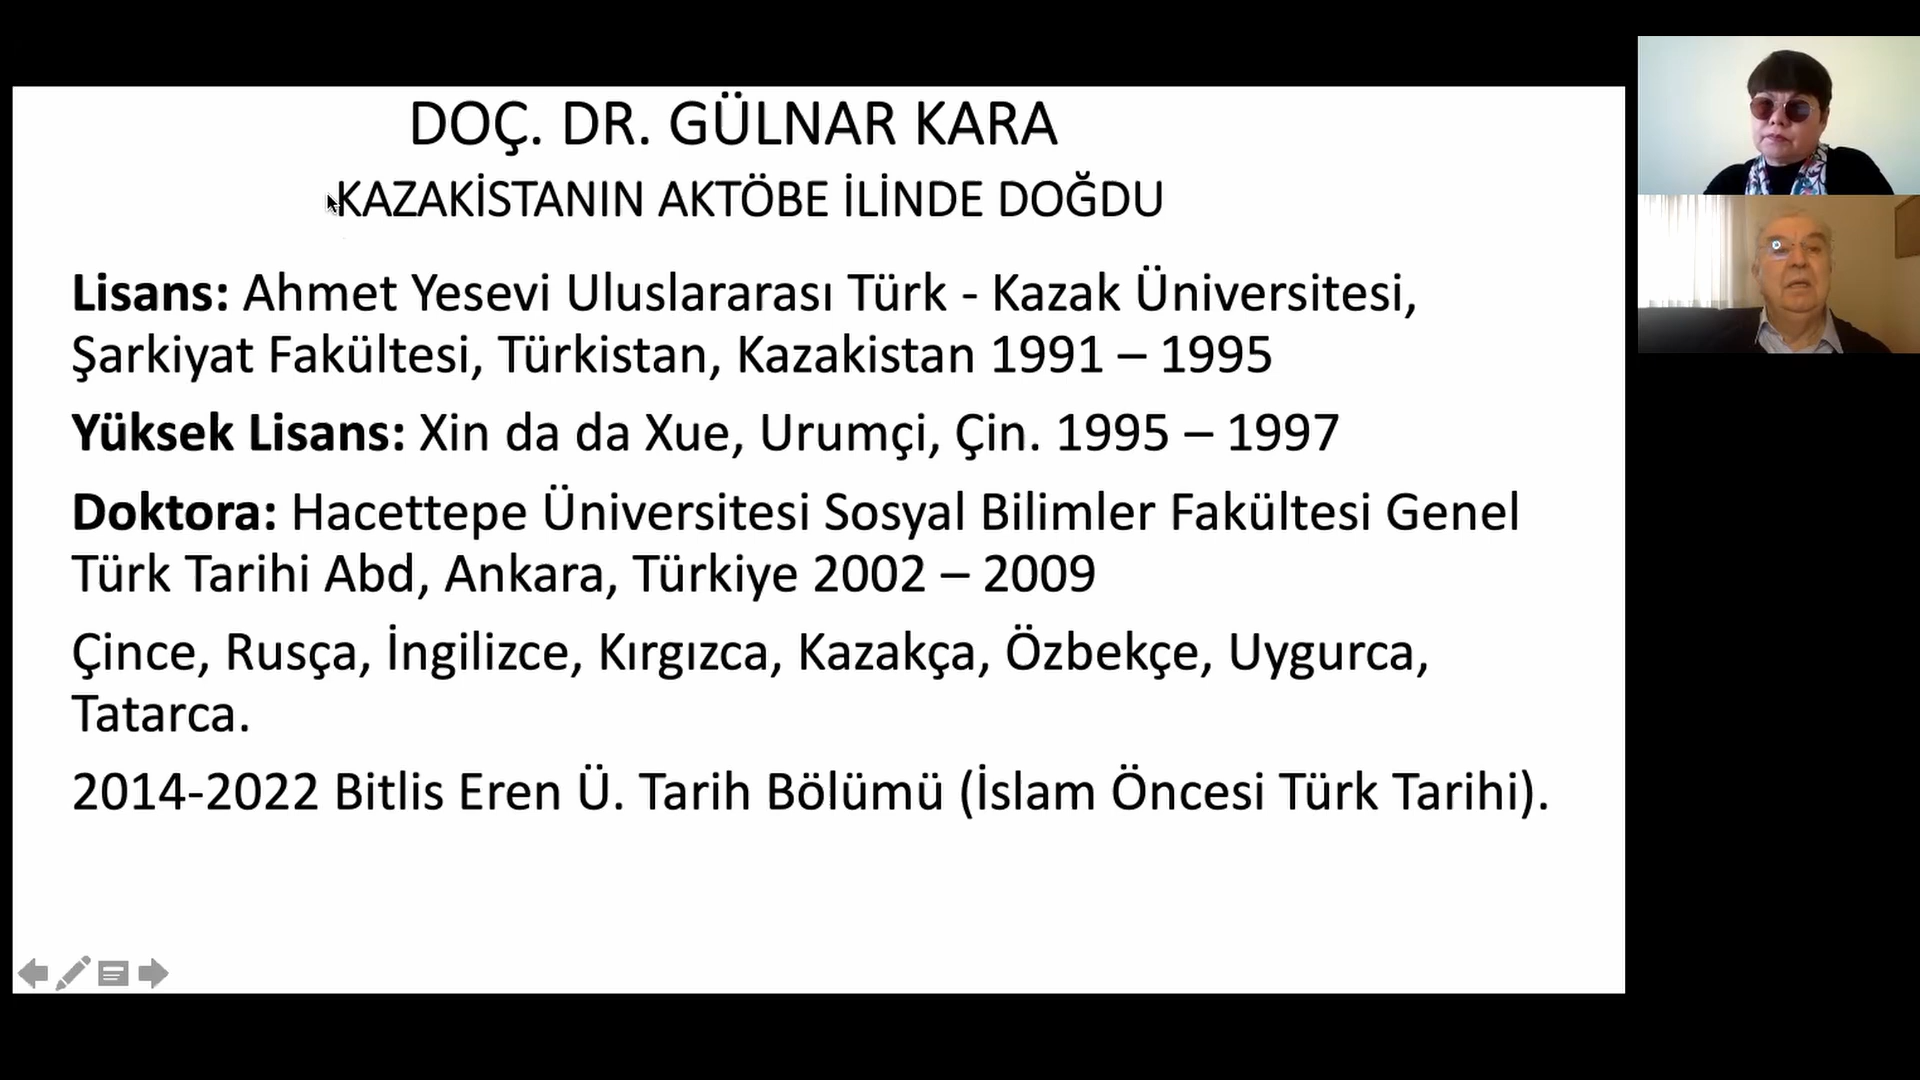 DOÇ. DR. GÜLNAR KARA
KAZAKİSTANIN AKTÖBE İLİNDE DOĞDU
Lisans: Ahmet Yesevi Uluslararası Türk - Kazak Üniversitesi,
Şarkiyat Fakültesi, Türkistan, Kazakistan 1991 – 1995
Yüksek Lisans: Xin da da Xue, Urumçi, Çin. 1995 – 1997
Doktora: Hacettepe Üniversitesi Sosyal Bilimler Fakültesi Genel
Türk Tarihi Abd, Ankara, Türkiye 2002 – 2009
Çince, Rusça, İngilizce, Kırgızca, Kazakça, Özbekçe, Uygurca,
Tatarca.
2014-2022 Bitlis Eren Ü. Tarih Bölümü (İslam Öncesi Türk Tarihi).